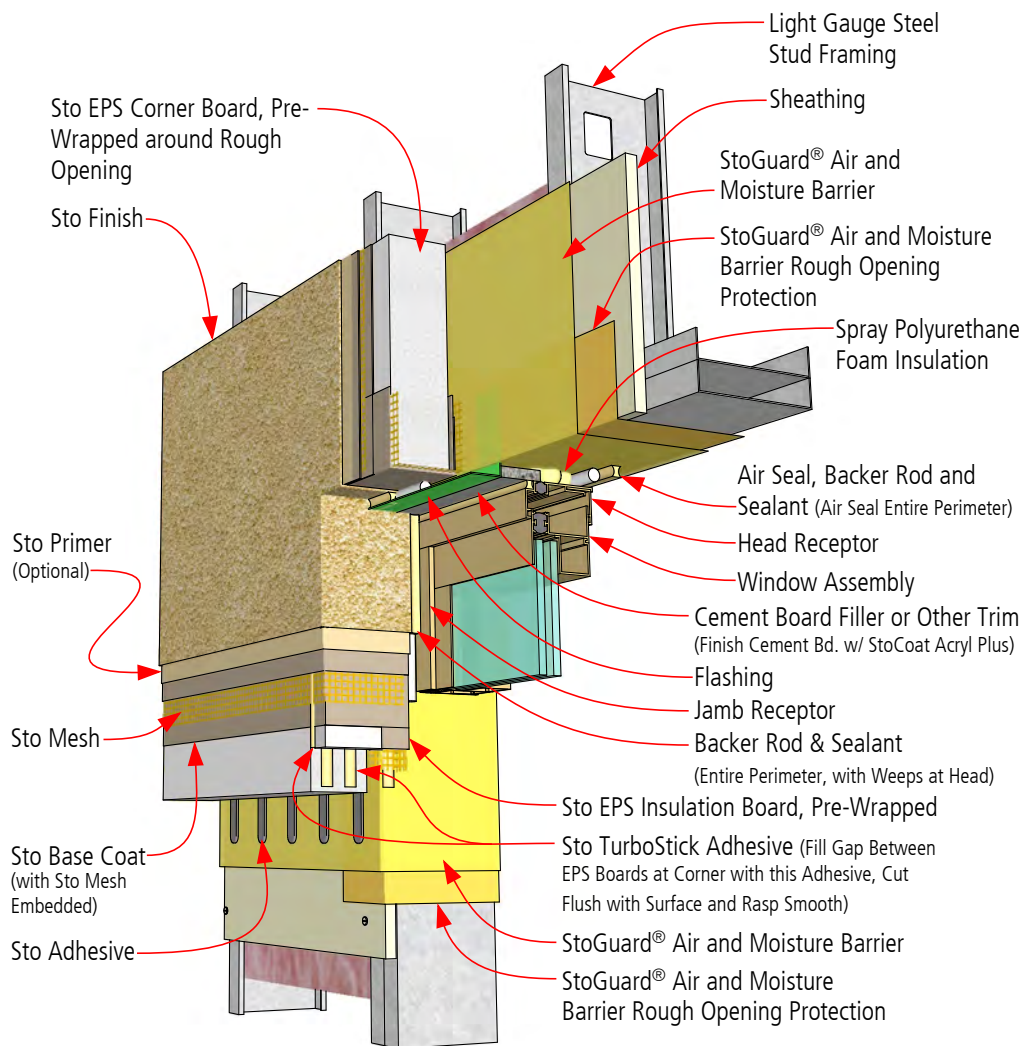 Light Gauge Steel
Stud Framing
Sheathing
StoGuard® Air and
Moisture Barrier
StoGuard® Air and Moisture
Barrier Rough Opening
Protection
Spray Polyurethane
Foam Insulation
Air Seal, Backer Rod and
Sealant (Air Seal Entire Perimeter)
Head Receptor
Window Assembly
Cement Board Filler or Other Trim
(Finish Cement Bd. w/ StoCoat Acryl Plus)
Flashing
Jamb Receptor
Backer Rod & Sealant
(Entire Perimeter, with Weeps at Head)
Sto EPS Insulation Board, Pre-Wrapped
Sto TurboStick Adhesive (Fill Gap Between
EPS Boards at Corner with this Adhesive, Cut
Flush with Surface and Rasp Smooth)
StoGuard® Air and Moisture Barrier
StoGuard® Air and Moisture
Barrier Rough Opening Protection
Sto EPS Corner Board, Pre-
Wrapped around Rough
Opening
Sto Finish
Sto Primer
(Optional)
Sto Mesh
Sto Base Coat
(with Sto Mesh
Embedded)
Sto Adhesive